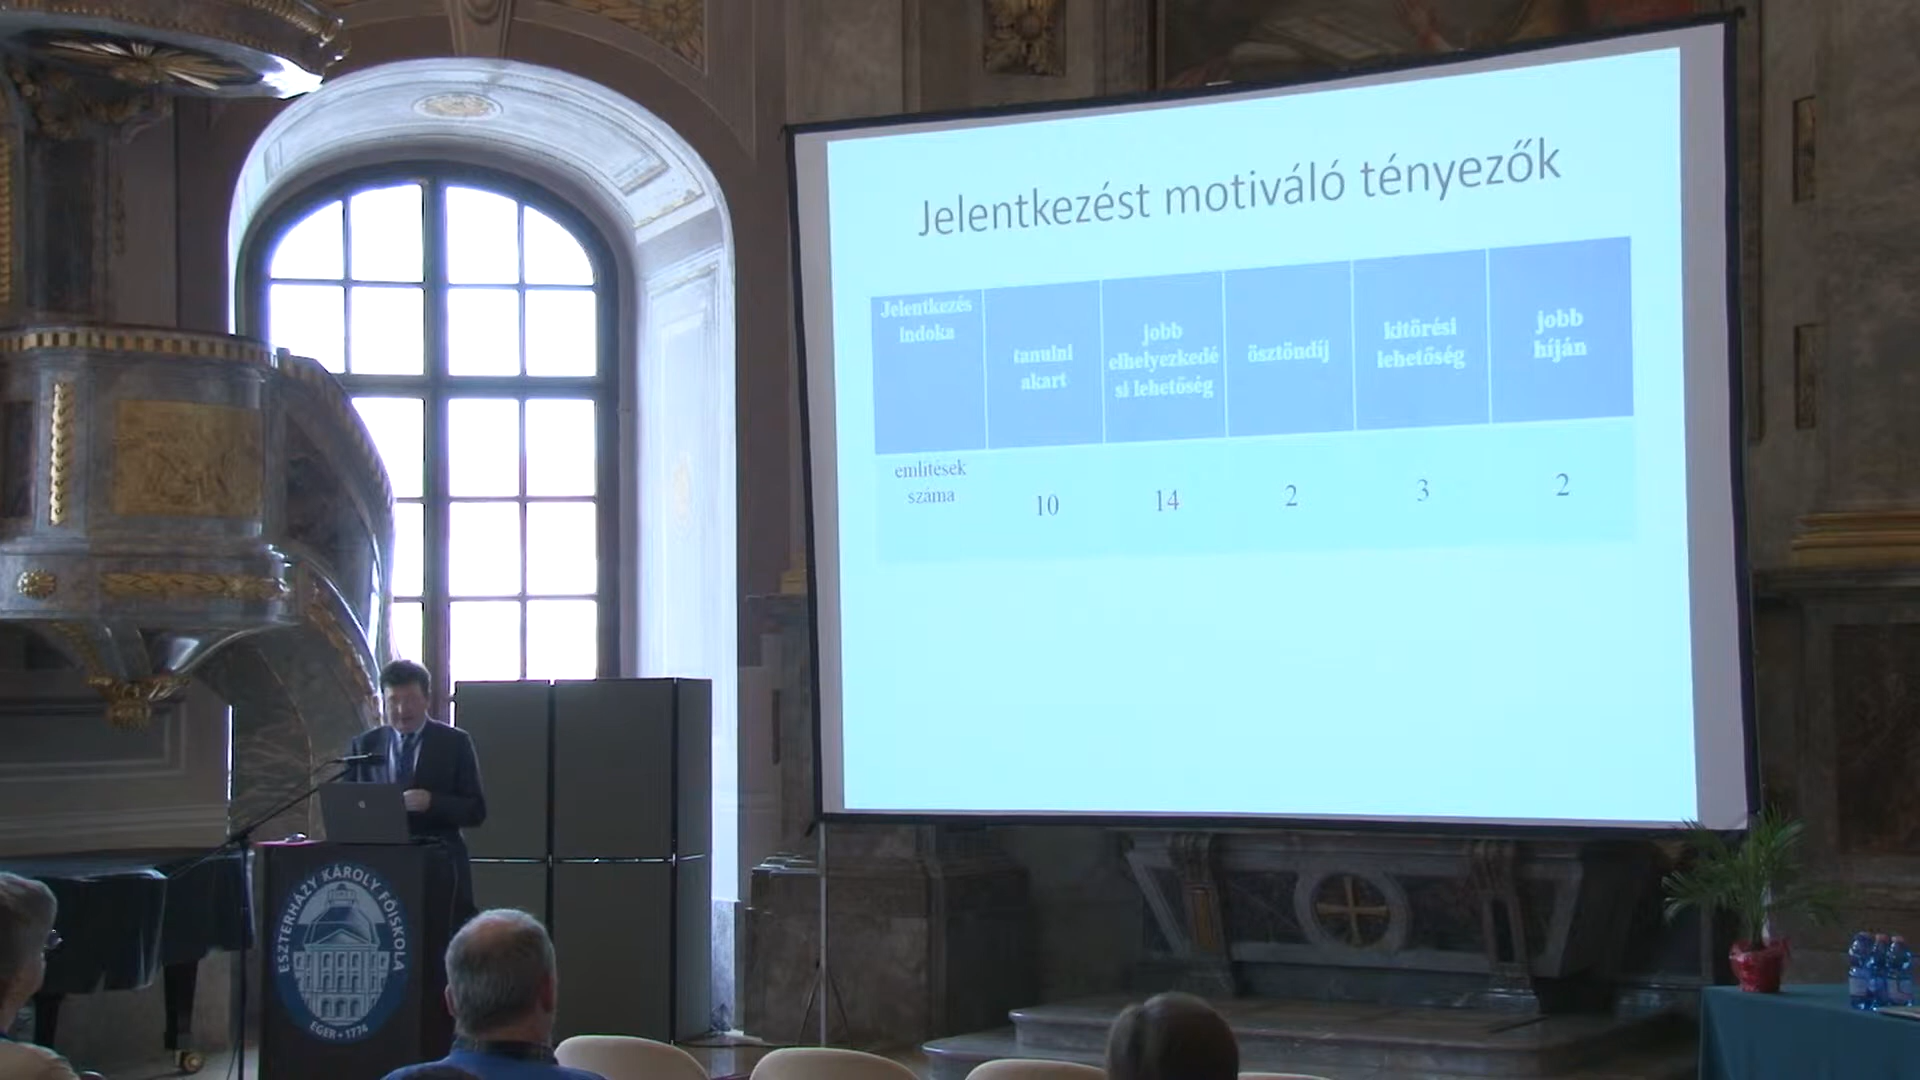 Jelentkezést motiváló tényezők
Jelentkezés
indoka
tanulni
akart
jobb
elhelyezkedé
si lehetőség
ösztöndíj
kitörési
lehetőség
jobb
híján
említések
száma
10
14
2
3
2
ESZTERHÁZY KÁROLY FŐISKOLA
EGER • 1774